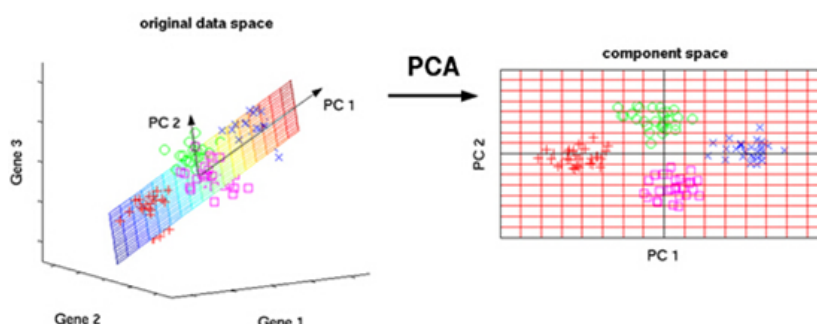 original data space
PCA
component space
PC 1
PC 2
Gene 3
PC 2
PC 1
Gene 2
Gene 1